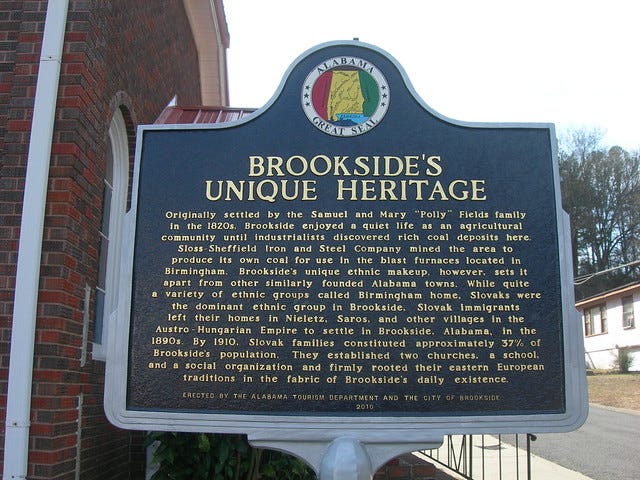 ALABAMA
GREAT SEAL
BROOKSIDE'S
UNIQUE HERITAGE
Originally settled by the Samuel and Mary "Polly" Fields family
in the 1820s, Brookside enjoyed a quiet life as an agricultural
community until industrialists discovered rich coal deposits here.
Sloss-Sheffield Iron and Steel Company mined the area to
produce its own coal for use in the blast furnaces located in
Birmingham. Brookside's unique ethnic makeup, however, sets it
apart from other similarly founded Alabama towns. While quite
a variety of ethnic groups called Birmingham home, Slovaks were
the dominant ethnic group in Brookside. Slovak immigrants
left their homes in Nieletz, Saros, and other villages in the
Austro-Hungarian Empire to settle in Brookside, Alabama, in the
1890s. By 1910, Slovak families constituted approximately 37% of
Brookside's population. They established two churches, a school,
and a social organization and firmly rooted their eastern European
traditions in the fabric of Brookside's daily existence.
ERECTED BY THE ALABAMA TOURISM DEPARTMENT AND THE CITY OF BROOKSIDE
2010